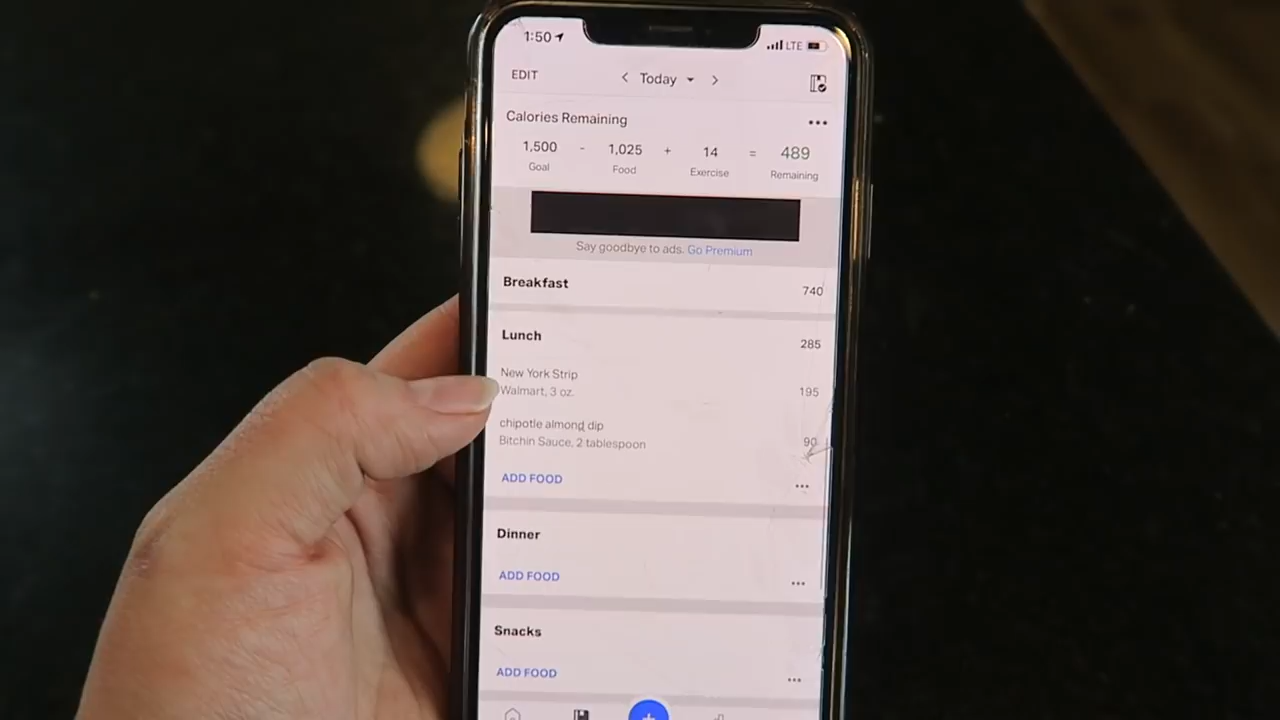 1:50 LTE
EDIT < Today >
Calories Remaining •••
1,500 - 1,025 + 14 = 489
Goal Food Exercise Remaining
Say goodbye to ads. Go Premium
Breakfast 740
Lunch 285
New York Strip
Walmart, 3 oz. 195
chipotle almond dip
Bitchin Sauce, 2 tablespoon 90
ADD FOOD •••
Dinner
ADD FOOD •••
Snacks
ADD FOOD •••